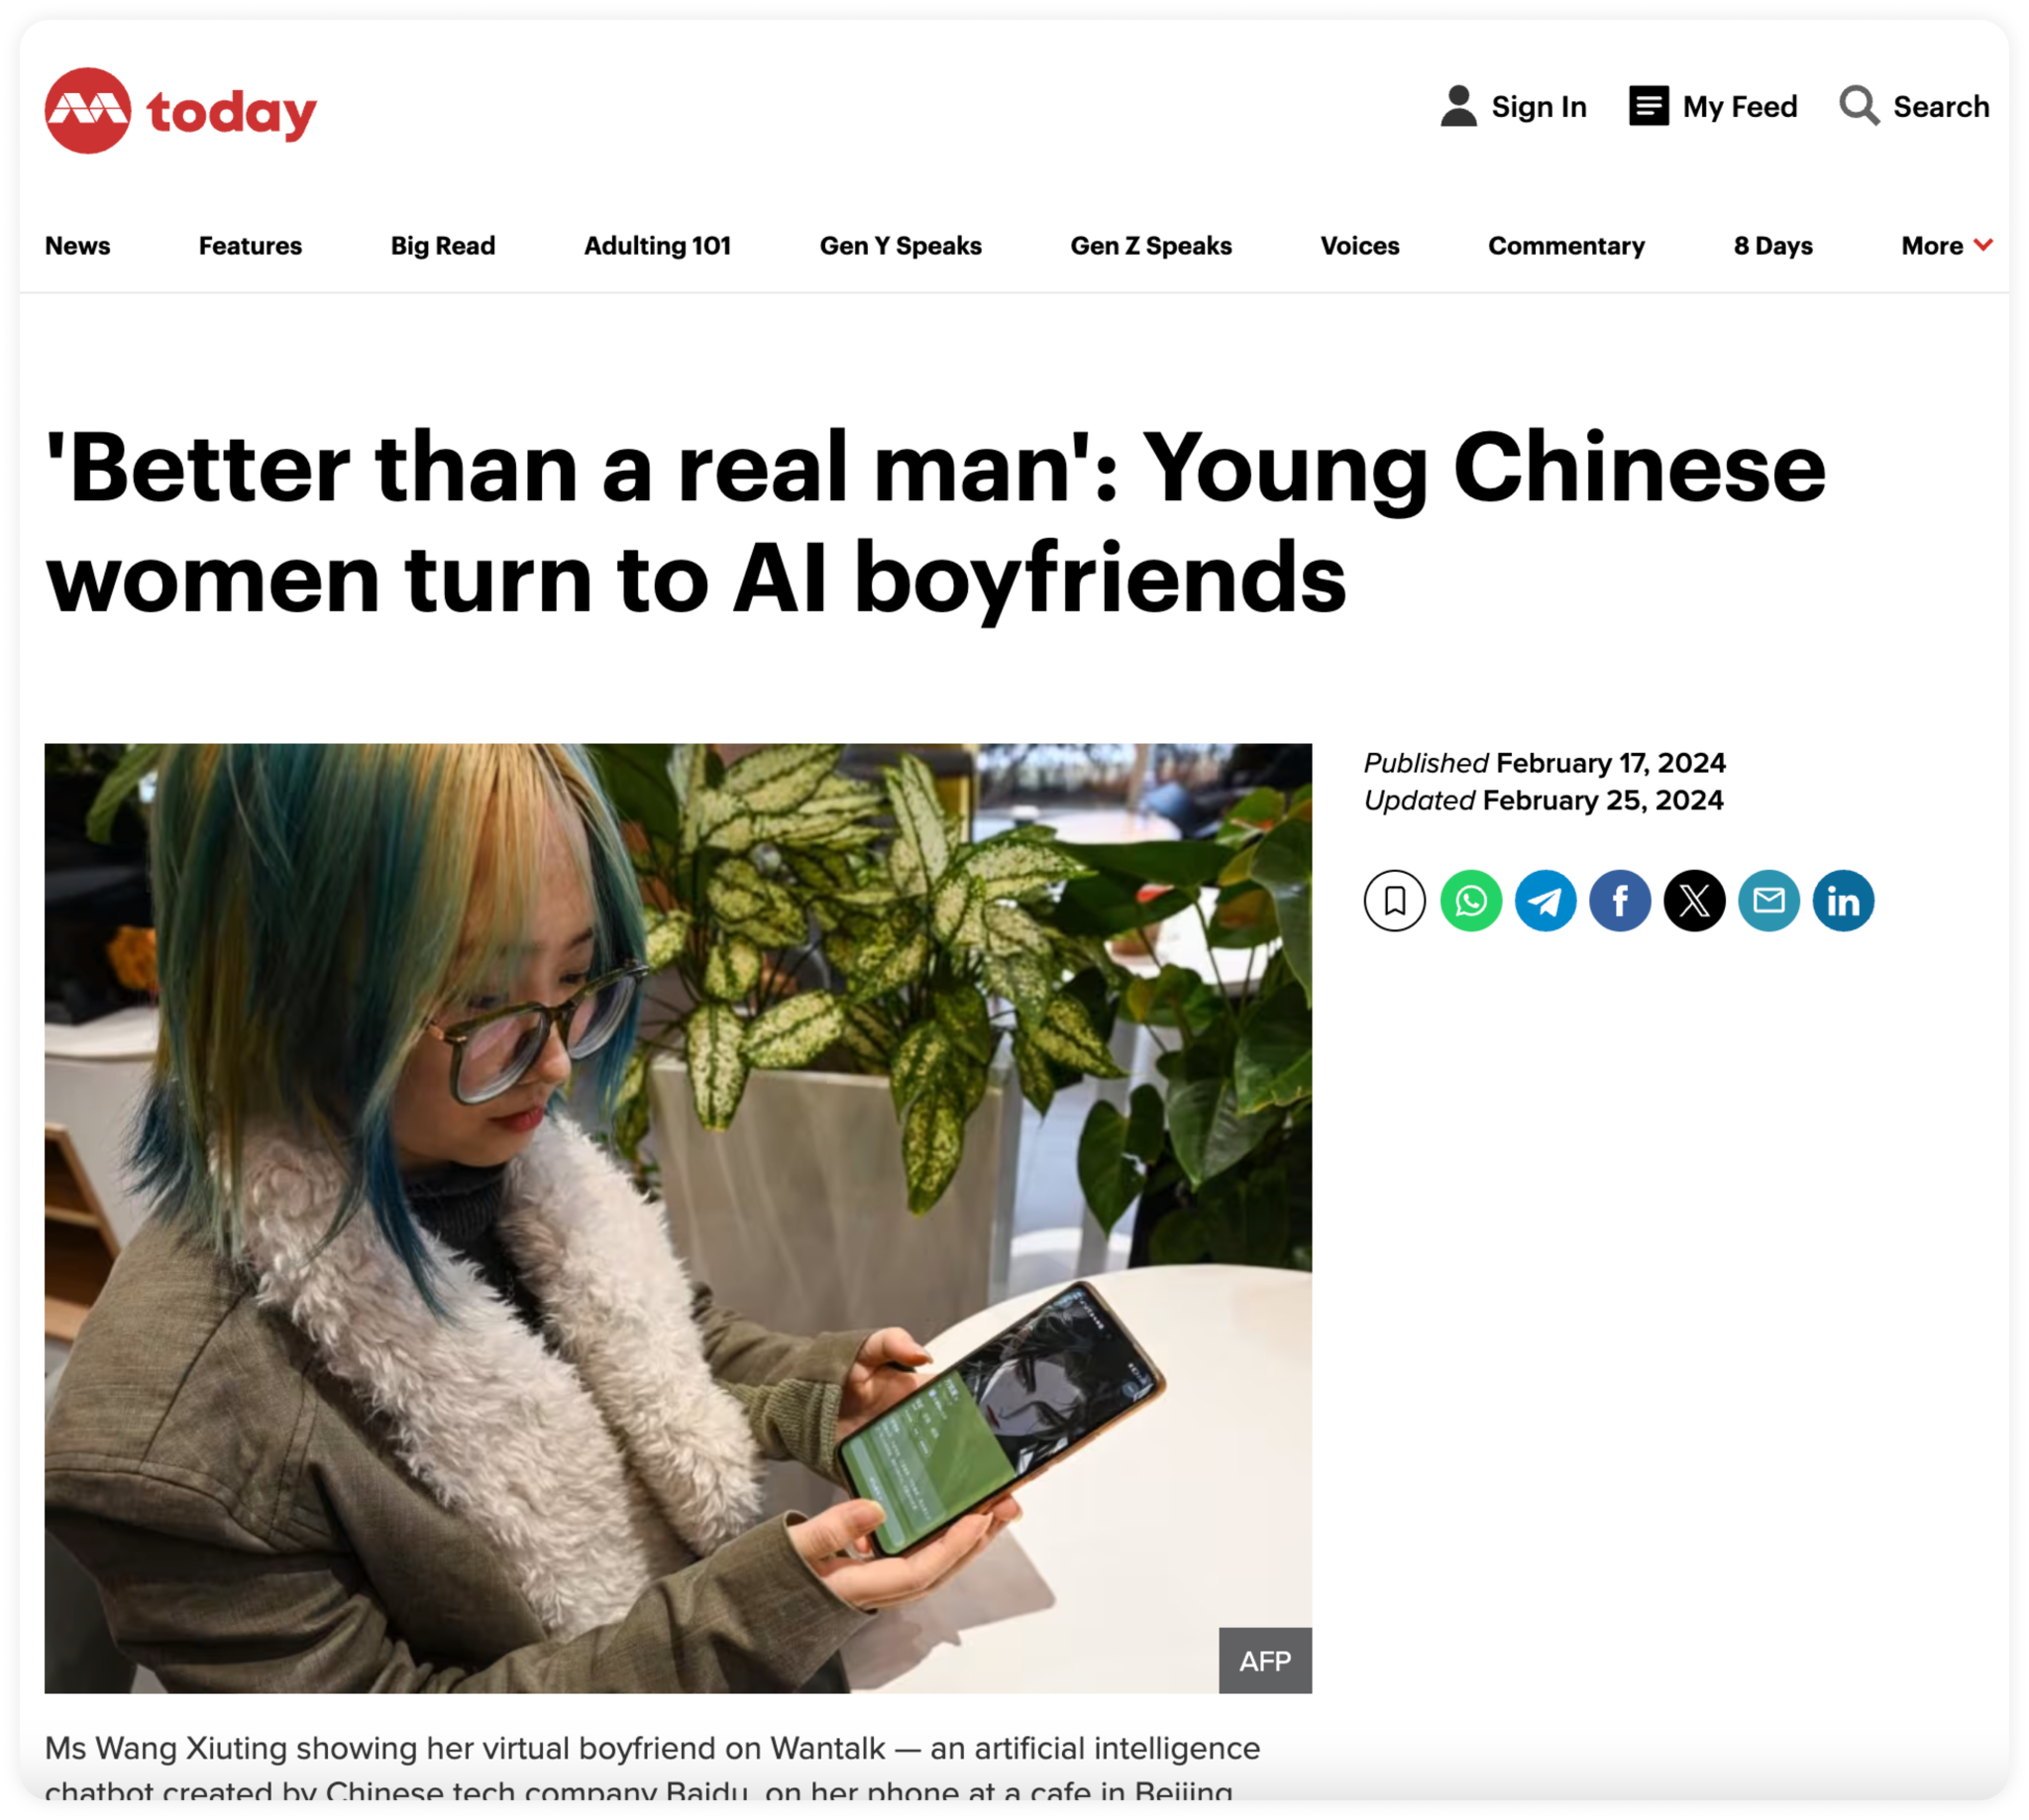 today
Sign In
My Feed
Search
News
Features
Big Read
Adulting 101
Gen Y Speaks
Gen Z Speaks
Voices
Commentary
8 Days
More
'Better than a real man': Young Chinese
women turn to AI boyfriends
Published February 17, 2024
Updated February 25, 2024
AFP
Ms Wang Xiuting showing her virtual boyfriend on Wantalk — an artificial intelligence
chatbot created by Chinese tech company Baidu, on her phone at a cafe in Beijing